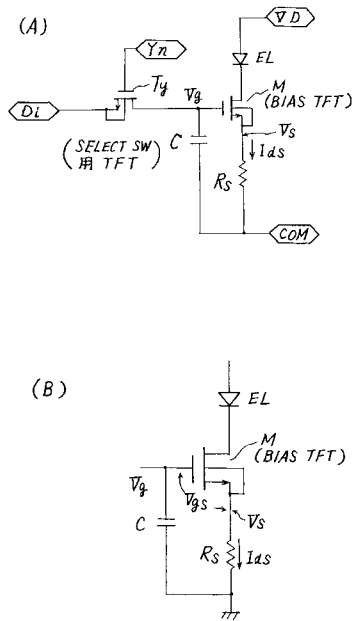 (A)
VD
Yn
EL
Ty
M
(BIAS TFT)
Vg
Di
Vs
(SELECT SW
用 TFT)
C
Ids
Rs
COM
(B)
EL
M
(BIAS TFT)
Vg
Vgs
Vs
C
Rs
Ids